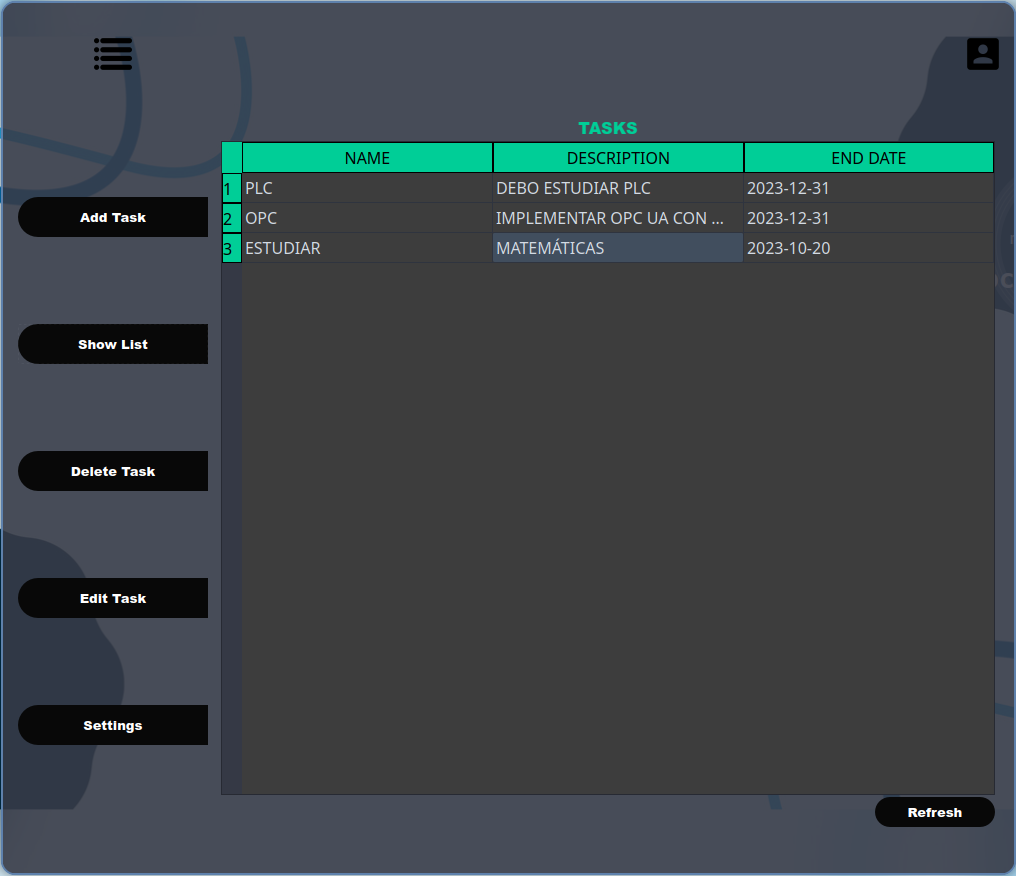 TASKS
NAME DESCRIPTION END DATE
1 PLC DEBO ESTUDIAR PLC 2023-12-31
2 OPC IMPLEMENTAR OPC UA CON ... 2023-12-31
3 ESTUDIAR MATEMÁTICAS 2023-10-20
Add Task
Show List
Delete Task
Edit Task
Settings
Refresh